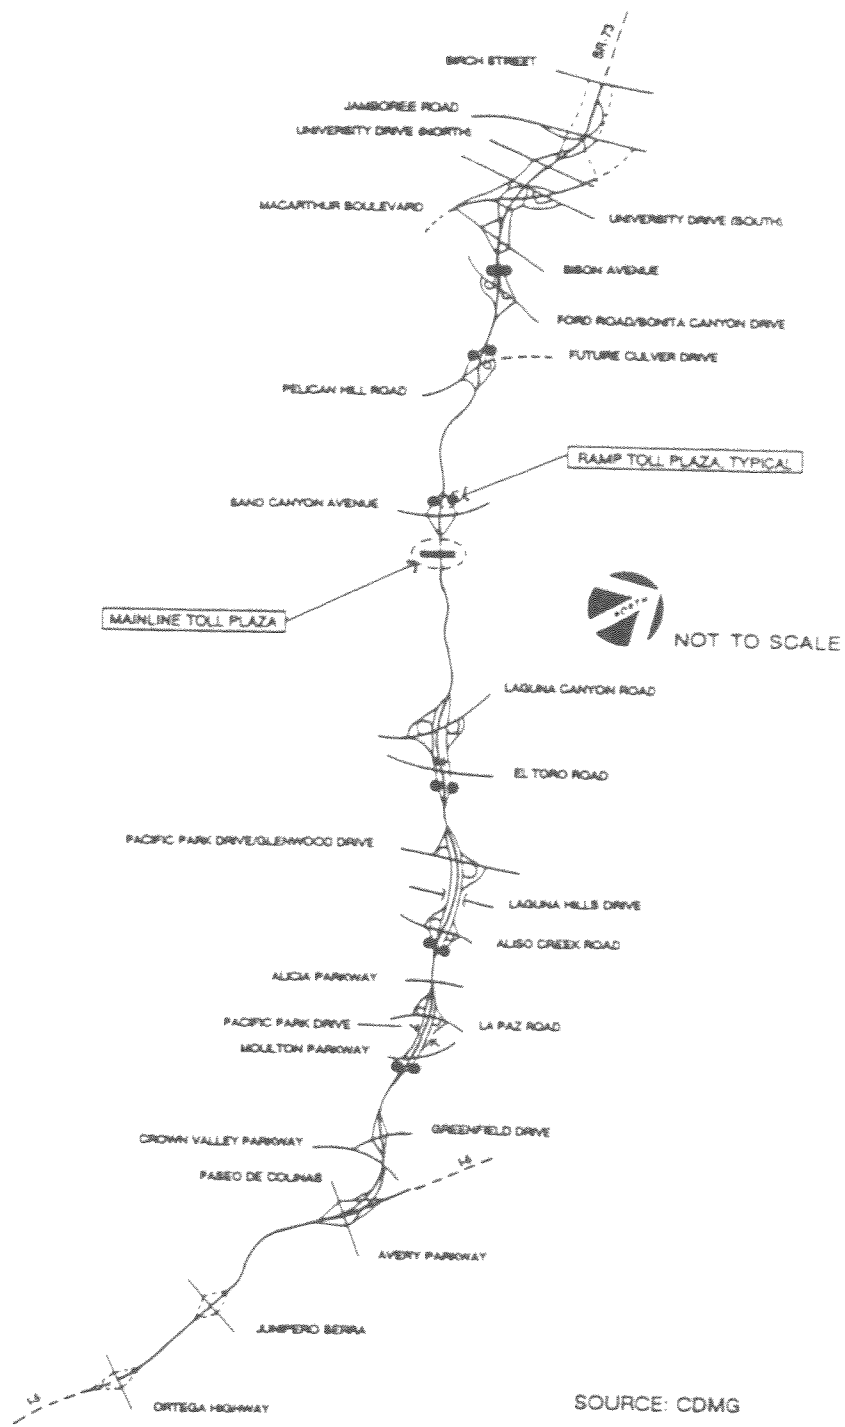 SR-73
BIRCH STREET
JAMBOREE ROAD
UNIVERSITY DRIVE (NORTH)
MACARTHUR BOULEVARD
UNIVERSITY DRIVE (SOUTH)
BISON AVENUE
FORD ROAD/BONITA CANYON DRIVE
FUTURE CULVER DRIVE
PELICAN HILL ROAD
RAMP TOLL PLAZA, TYPICAL
SAND CANYON AVENUE
MAINLINE TOLL PLAZA
NORTH
NOT TO SCALE
LAGUNA CANYON ROAD
EL TORO ROAD
PACIFIC PARK DRIVE/GLENWOOD DRIVE
LAGUNA HILLS DRIVE
ALISO CREEK ROAD
ALICIA PARKWAY
PACIFIC PARK DRIVE
LA PAZ ROAD
MOULTON PARKWAY
GREENFIELD DRIVE
CROWN VALLEY PARKWAY
I-5
PASEO DE COLINAS
AVERY PARKWAY
JUNIPERO SERRA
I-5
ORTEGA HIGHWAY
SOURCE: CDMG